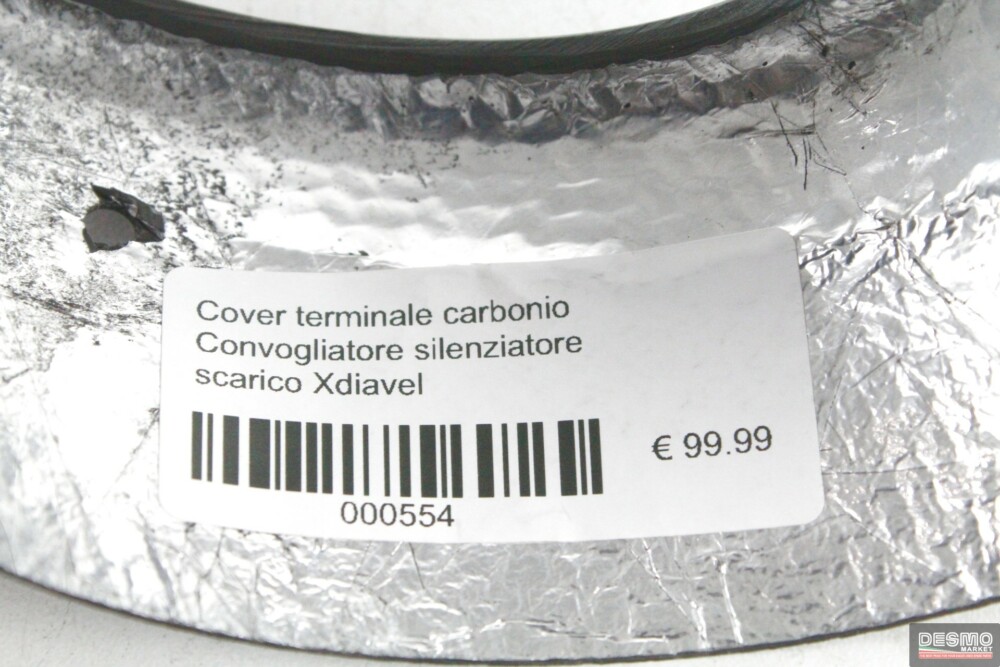 Cover terminale carbonio
Convogliatore silenziatore
scarico Xdiavel
€ 99.99
000554
DESMO
MARKET